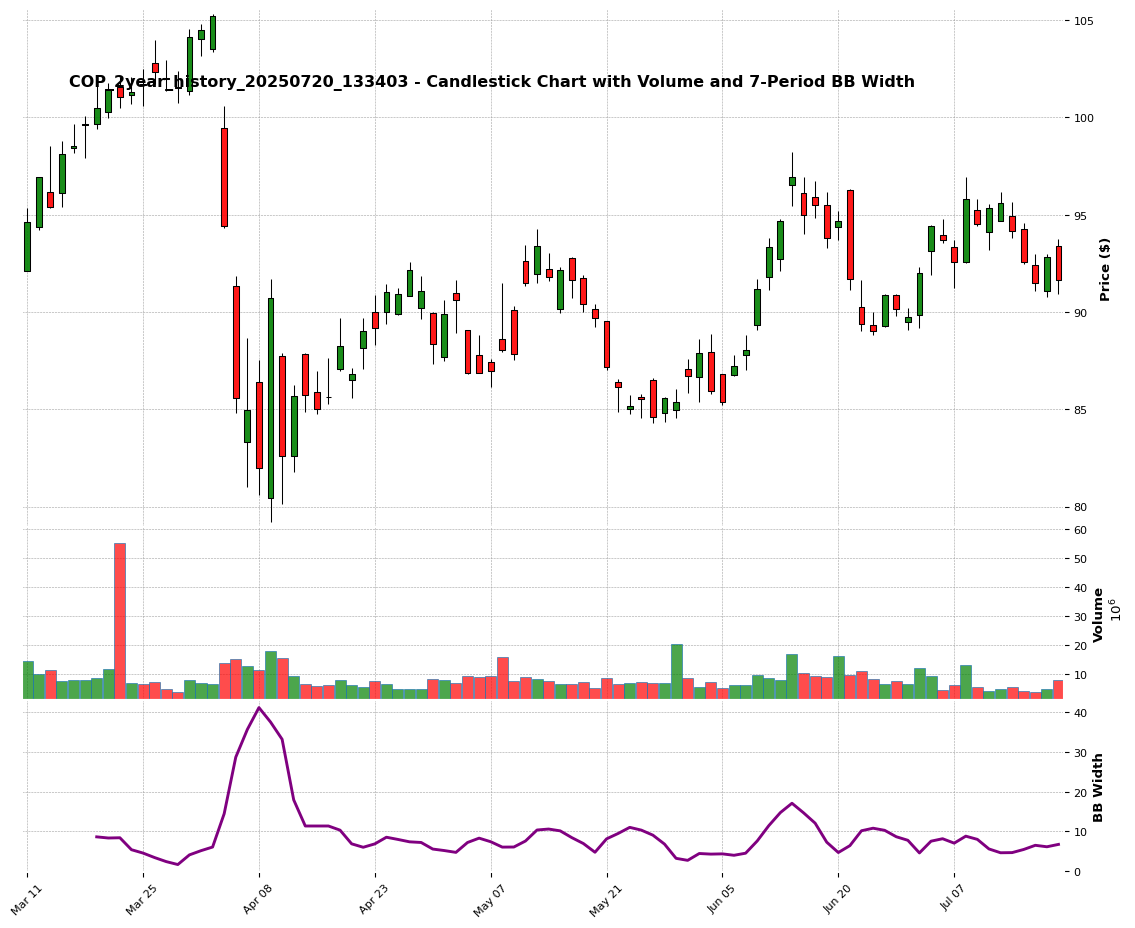 COP_2year_history_20250720_133403 - Candlestick Chart with Volume and 7-Period BB Width
105
100
95
90
85
80
Price ($)
60
50
40
30
20
10
Volume
10^6
40
30
20
10
0
BB Width
Mar 11
Mar 25
Apr 08
Apr 23
May 07
May 21
Jun 05
Jun 20
Jul 07